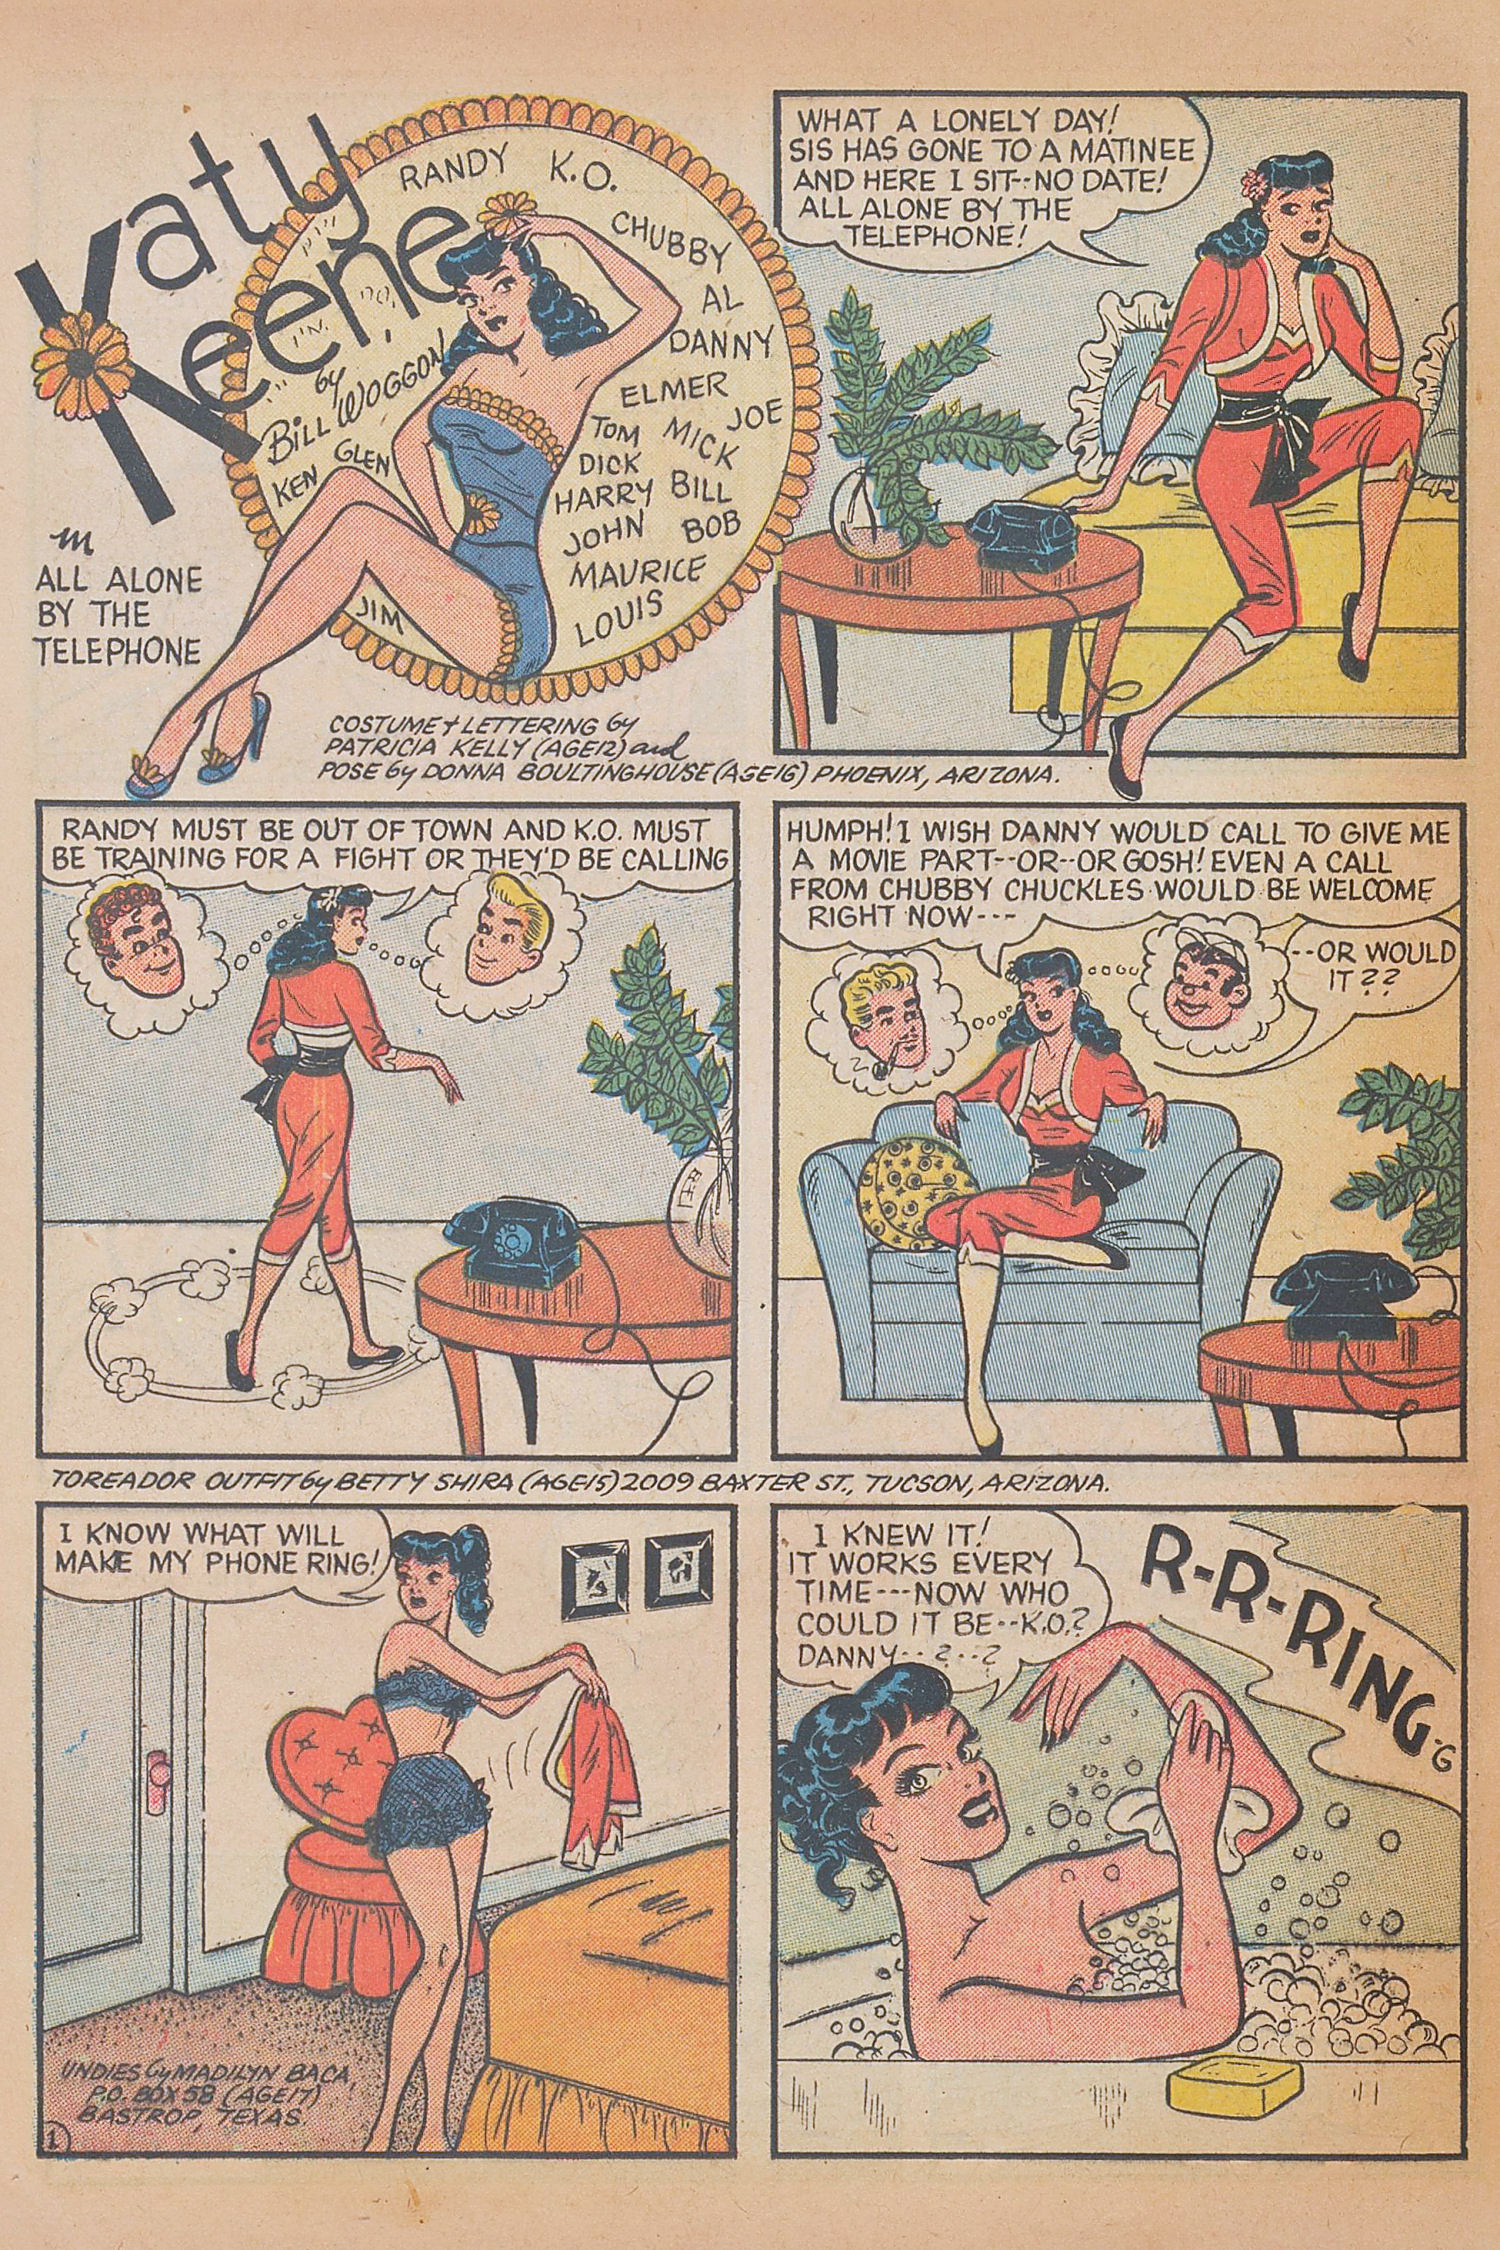 Katy
Keene
by
Bill Woggon
in
ALL ALONE
BY THE
TELEPHONE
RANDY K.O.
CHUBBY
AL
DANNY
ELMER
JOE
TOM MICK
DICK
HARRY BILL
JOHN BOB
MAURICE
LOUIS
KEN GLEN
JIM
COSTUME & LETTERING by
PATRICIA KELLY (AGE 12) and
POSE by DONNA BOULTINGHOUSE (AGE 16) PHOENIX, ARIZONA.
WHAT A LONELY DAY!
SIS HAS GONE TO A MATINEE
AND HERE I SIT--NO DATE!
ALL ALONE BY THE
TELEPHONE!
RANDY MUST BE OUT OF TOWN AND K.O. MUST
BE TRAINING FOR A FIGHT OR THEY'D BE CALLING
HUMPH! I WISH DANNY WOULD CALL TO GIVE ME
A MOVIE PART--OR--OR GOSH! EVEN A CALL
FROM CHUBBY CHUCKLES WOULD BE WELCOME
RIGHT NOW---
--OR WOULD
IT??
TOREADOR OUTFIT by BETTY SHIRA (AGE 15) 2009 BAXTER ST., TUCSON, ARIZONA.
I KNOW WHAT WILL
MAKE MY PHONE RING!
UNDIES by MADILYN BACA,
P.O. BOX 58 (AGE 17)
BASTROP, TEXAS.
1
I KNEW IT!
IT WORKS EVERY
TIME---NOW WHO
COULD IT BE--K.O.?
DANNY--?--?
R-R-RING-G